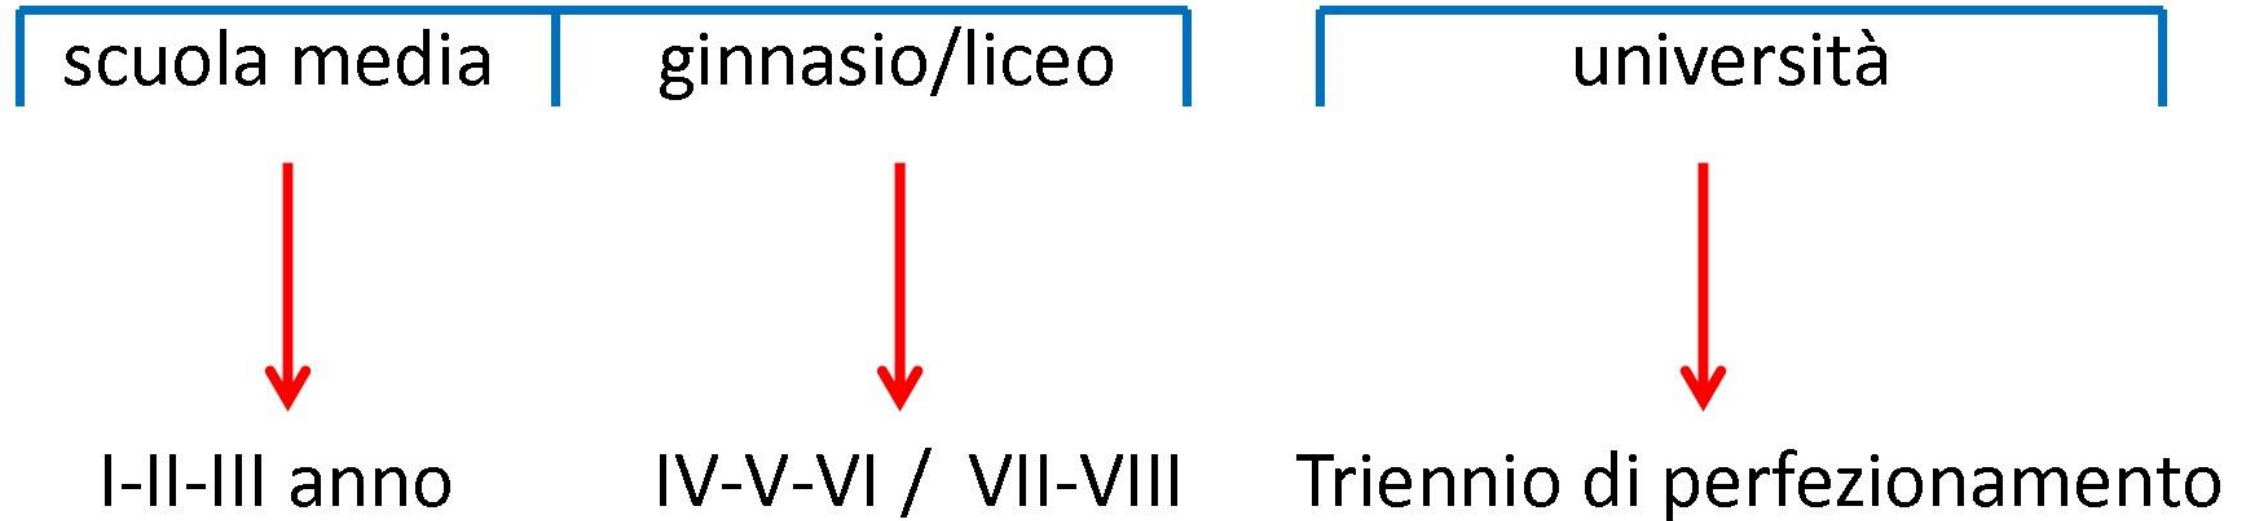 scuola media ginnasio/liceo università
I-II-III anno IV-V-VI / VII-VIII Triennio di perfezionamento